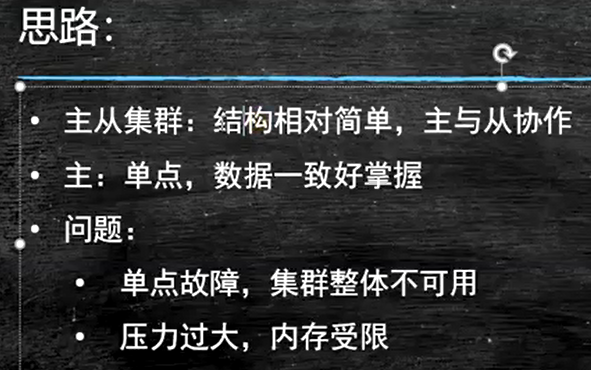 思路：
• 主从集群：结构相对简单，主与从协作
• 主：单点，数据一致好掌握
• 问题：
• 单点故障，集群整体不可用
• 压力过大，内存受限